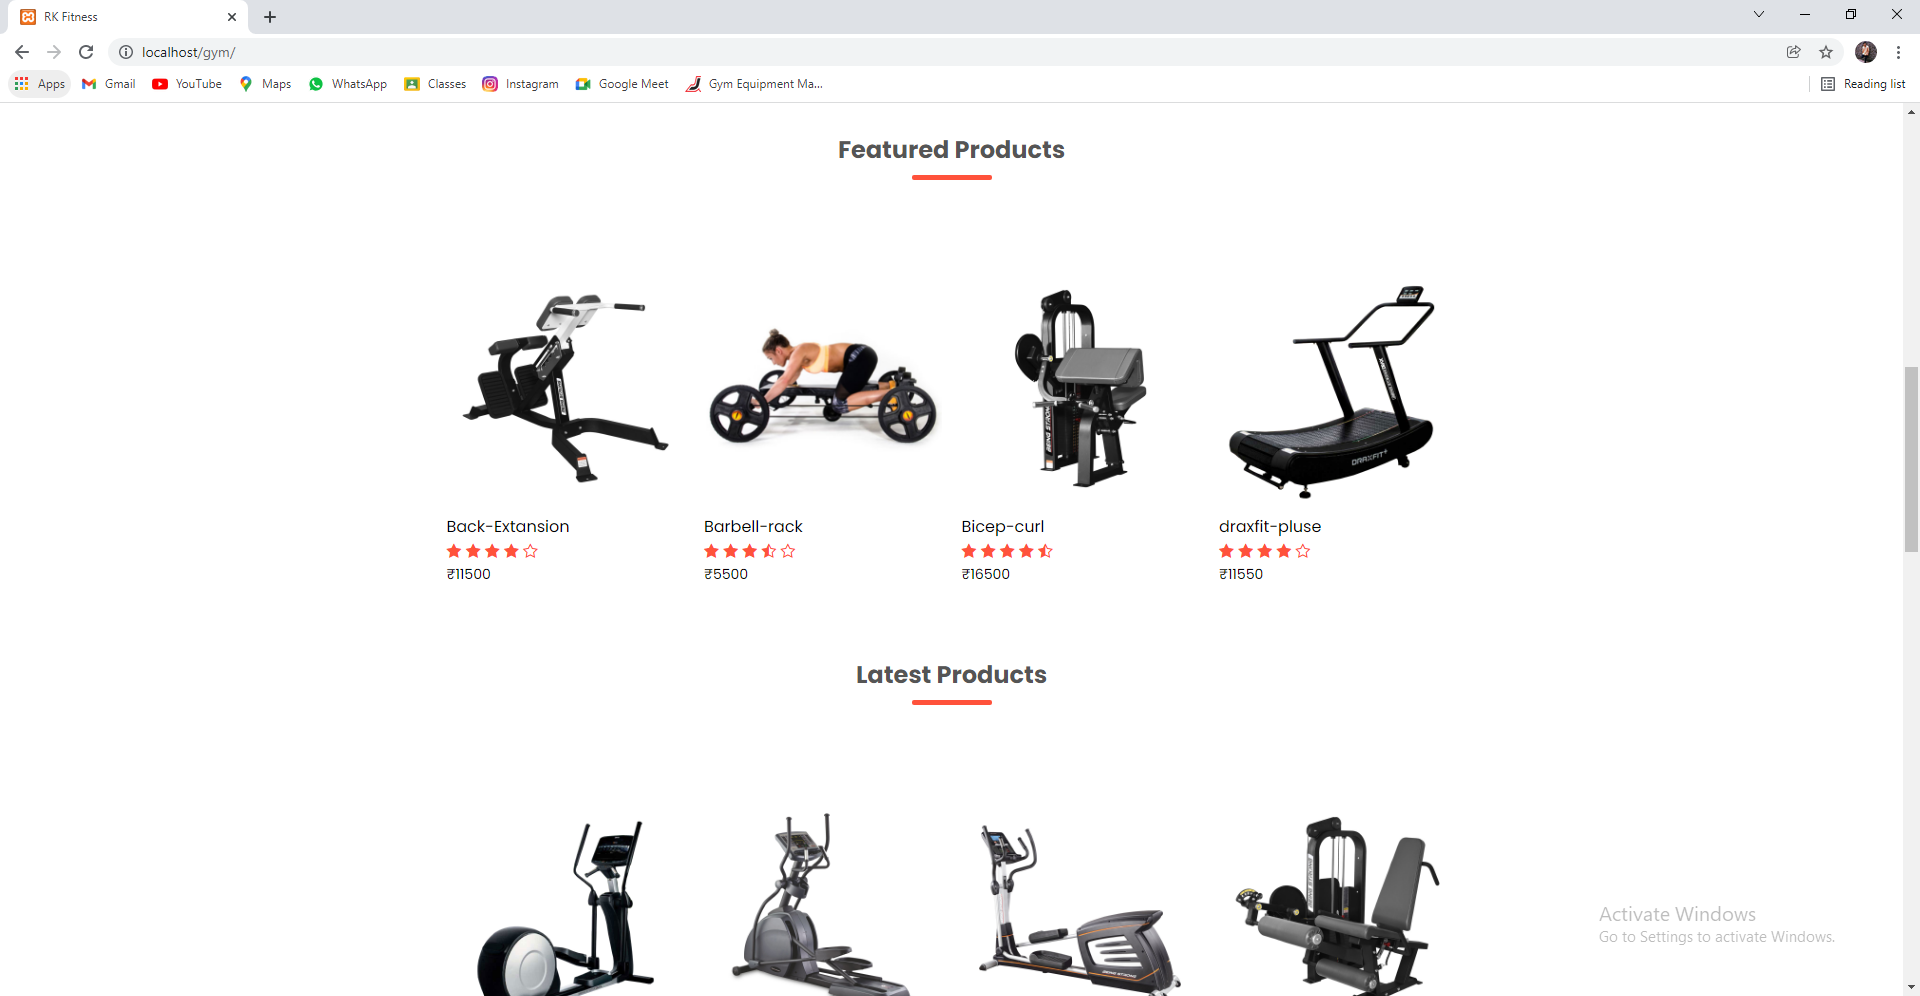 RK Fitness
localhost/gym/
Apps Gmail YouTube Maps WhatsApp Classes Instagram Google Meet Gym Equipment Ma... Reading list
Featured Products
DRAXFIT+
Back-Extansion Barbell-rack Bicep-curl draxfit-pluse
₹11500 ₹5500 ₹16500 ₹11550
Latest Products
Activate Windows
Go to Settings to activate Windows.